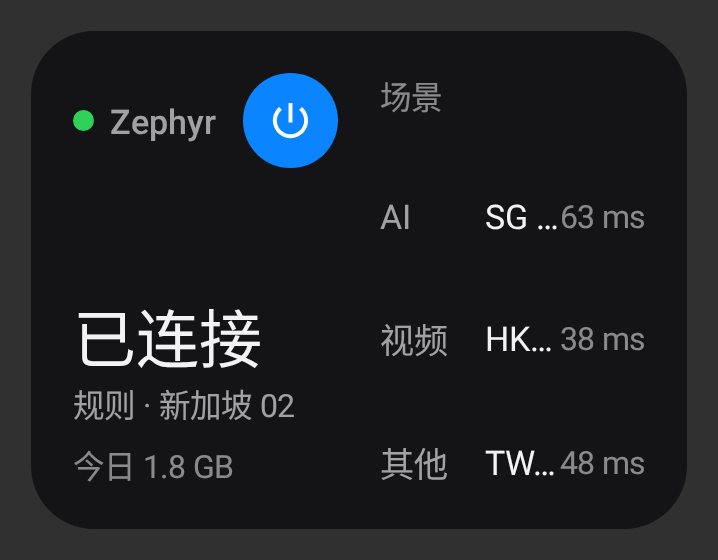 Zephyr
已连接
规则 · 新加坡 02
今日 1.8 GB
场景
AI SG ... 63 ms
视频 HK... 38 ms
其他 TW... 48 ms